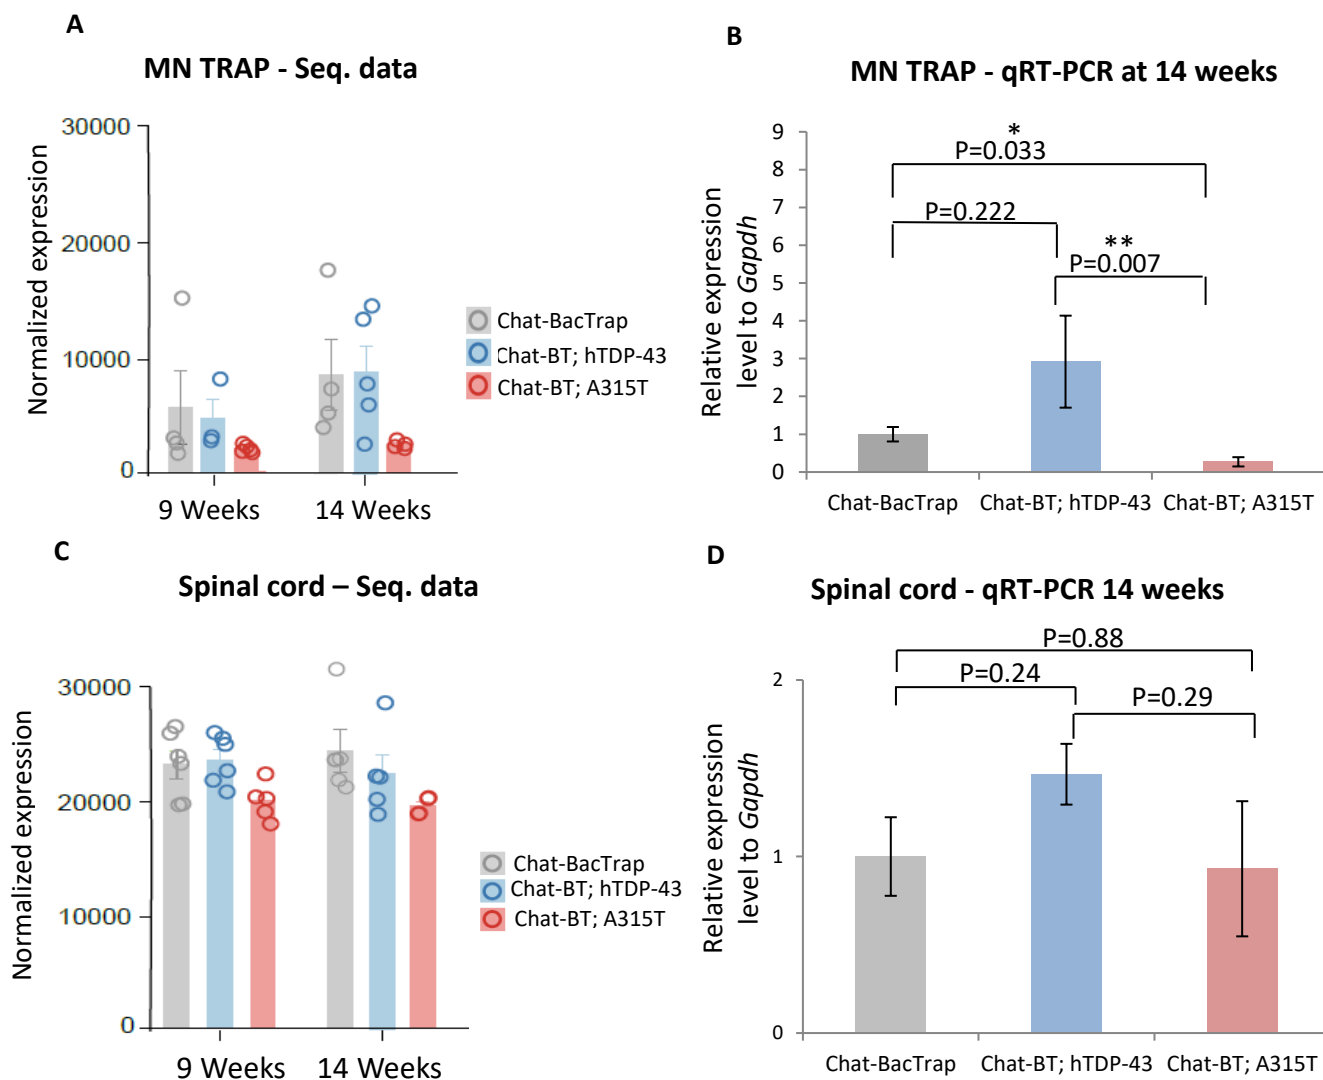 A
MN TRAP - Seq. data
Normalized expression
30000
20000
10000
0
9 Weeks
14 Weeks
Chat-BacTrap
Chat-BT; hTDP-43
Chat-BT; A315T
B
MN TRAP - qRT-PCR at 14 weeks
Relative expression
level to Gapdh
9
8
7
6
5
4
3
2
1
0
*
P=0.033
P=0.222
**
P=0.007
Chat-BacTrap
Chat-BT; hTDP-43
Chat-BT; A315T
C
Spinal cord – Seq. data
Normalized expression
30000
20000
10000
0
9 Weeks
14 Weeks
Chat-BacTrap
Chat-BT; hTDP-43
Chat-BT; A315T
D
Spinal cord - qRT-PCR 14 weeks
Relative expression
level to Gapdh
2
1
0
P=0.88
P=0.24
P=0.29
Chat-BacTrap
Chat-BT; hTDP-43
Chat-BT; A315T